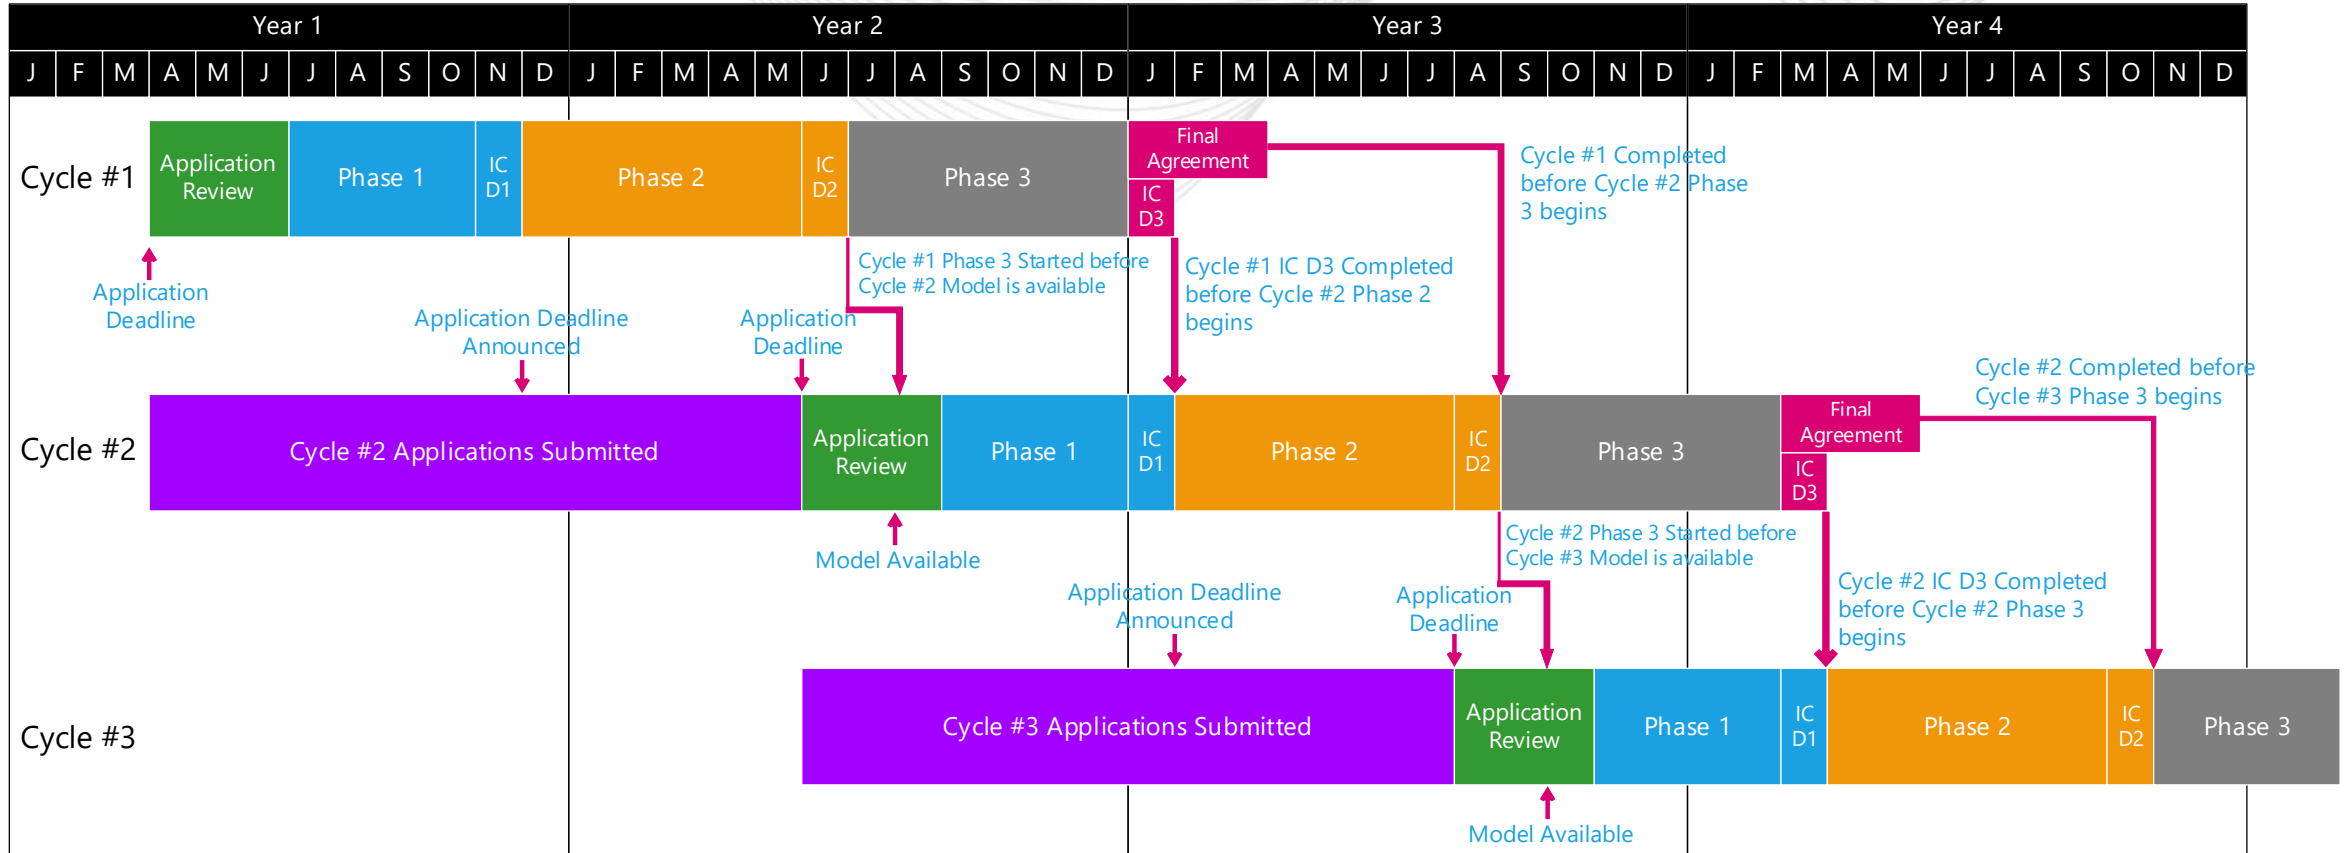 Year 1 Year 2 Year 3 Year 4
J F M A M J J A S O N D J F M A M J J A S O N D J F M A M J J A S O N D J F M A M J J A S O N D
Cycle #1
Application
Review
Phase 1
IC
D1
Phase 2
IC
D2
Phase 3
Final
Agreement
IC
D3
Cycle #1 Completed
before Cycle #2 Phase
3 begins
Application
Deadline
Cycle #1 Phase 3 Started before
Cycle #2 Model is available
Cycle #1 IC D3 Completed
before Cycle #2 Phase 2
begins
Application Deadline
Announced
Application
Deadline
Cycle #2 Completed before
Cycle #3 Phase 3 begins
Cycle #2
Cycle #2 Applications Submitted
Application
Review
Phase 1
IC
D1
Phase 2
IC
D2
Phase 3
Final
Agreement
IC
D3
Model Available
Cycle #2 Phase 3 Started before
Cycle #3 Model is available
Application Deadline
Announced
Application
Deadline
Cycle #2 IC D3 Completed
before Cycle #2 Phase 3
begins
Cycle #3
Cycle #3 Applications Submitted
Application
Review
Phase 1
IC
D1
Phase 2
IC
D2
Phase 3
Model Available